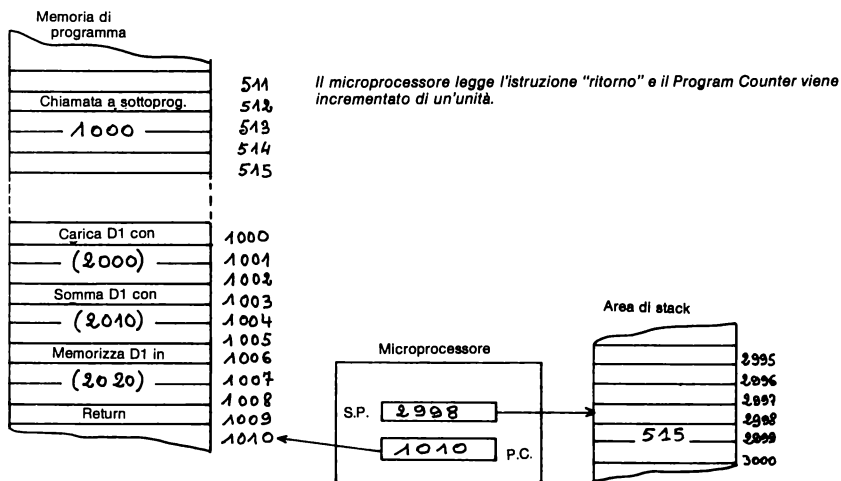 Memoria di
programma
Il microprocessore legge l'istruzione "ritorno" e il Program Counter viene
incrementato di un'unità.
511
Chiamata a sottoprog.
512
1000
513
514
515
Carica D1 con
1000
(2000)
1001
1002
Somma D1 con
1003
(2010)
1004
1005
Memorizza D1 in
1006
(2020)
1007
1008
Return
1009
1010
Microprocessore
S.P.
2998
1010
P.C.
Area di stack
2995
2996
2997
2998
515
2999
3000